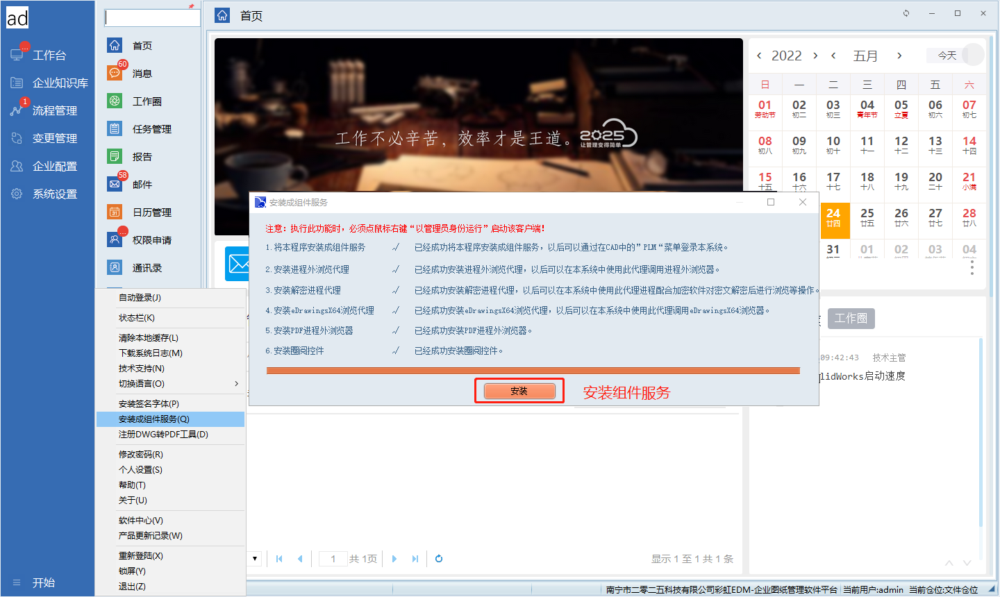 ad
工作台
企业知识库
1
流程管理
变更管理
企业配置
系统设置
开始
首页
60
消息
工作圈
任务管理
报告
58
邮件
日历管理
权限申请
通讯录
自动登录(J)
状态栏(K)
清除本地缓存(L)
下载系统日志(M)
技术支持(N)
切换语言(O)
安装签名字体(P)
安装成组件服务(Q)
注册DWG转PDF工具(D)
修改密码(R)
个人设置(S)
帮助(T)
关于(U)
软件中心(V)
产品更新记录(W)
重新登陆(X)
锁屏(Y)
退出(Z)
首页
工作不必辛苦，效率才是王道。
2025
让管理变得简单
2022 五月 今天
日 一 二 三 四 五 六
01 02 03 04 05 06 07
劳动节 初二 初三 青年节 立夏 初六 初七
08 09 10 11 12 13 14
初八 初九 初十 十一 十二 十三 十四
15 16 17 18 19 20 21
十五 十六 十七 十八 十九 二十 小满
24 25 26 27 28
廿四 廿五 廿六 廿七 廿八
31 01 02 03 04
安装成组件服务
注意：执行此功能时，必须点鼠标右键“以管理员身份运行”启动该客户端！
1.将本程序安装成组件服务 √ 已经成功将本程序安装成组件服务，以后可以通过在CAD中的”PLM“菜单登录本系统。
2.安装进程外浏览代理 √ 已经成功安装进程外浏览代理，以后可以在本系统中使用此代理调用进程外浏览器。
3.安装解密进程代理 √ 已经成功安装解密进程代理，以后可以在本系统中使用此代理进程配合加密软件对密文解密后进行浏览等操作。
4.安装eDrawingsX64浏览代理 √ 已经成功安装eDrawingsX64浏览代理，以后可以在本系统中使用此代理调用eDrawingsX64浏览器。
5.安装PDF进程外浏览器 √ 已经成功安装PDF进程外浏览器。
6.安装圈阅控件 √ 已经成功安装圈阅控件。
安装
安装组件服务
工作圈
09:42:43 技术主管
lidWorks启动速度
1 共 1页
显示 1 至 1 共 1 条
南宁市二零二五科技有限公司彩虹EDM-企业图纸管理软件平台 当前用户:admin 当前仓位:文件仓位